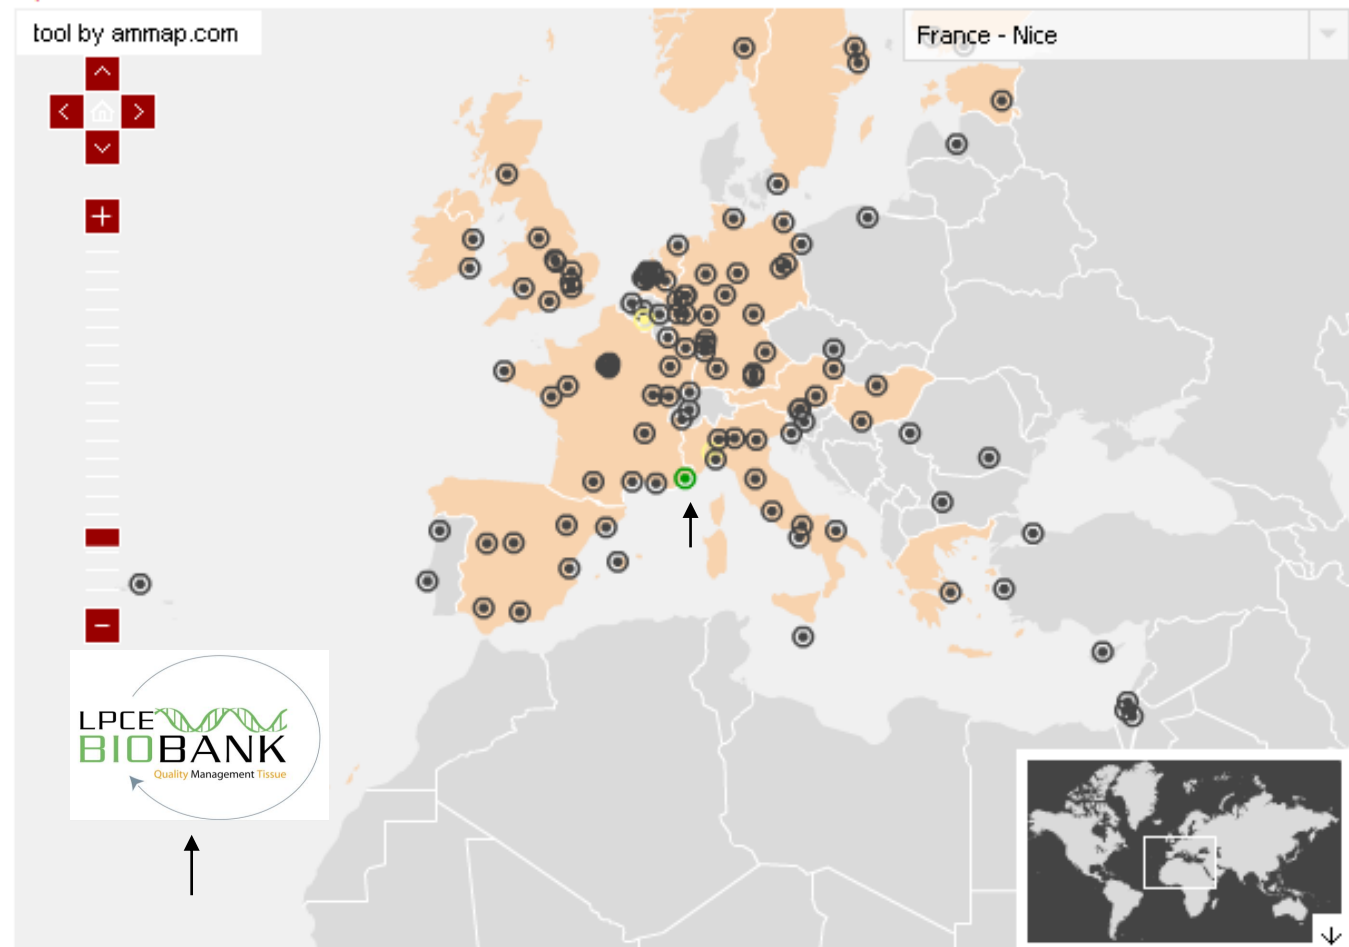 tool by ammap.com
France - Nice
LPCE
BIOBANK
Quality Management Tissue